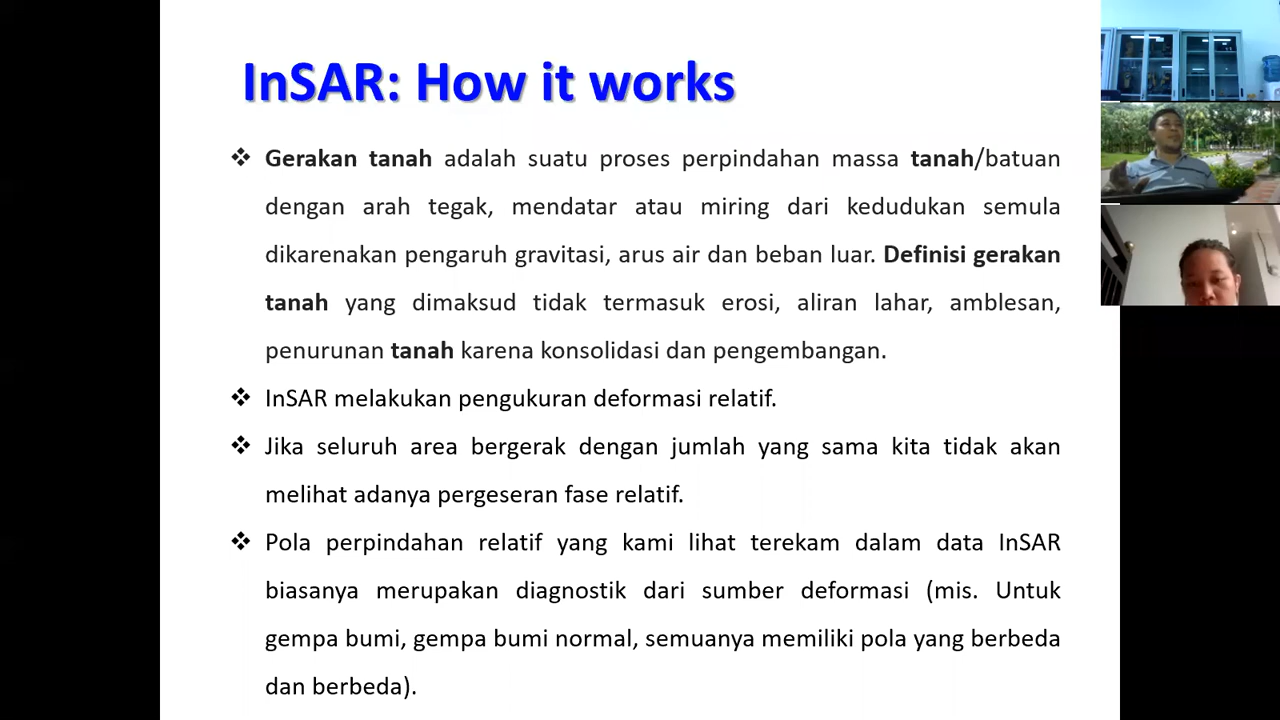 InSAR: How it works
❖ Gerakan tanah adalah suatu proses perpindahan massa tanah/batuan
dengan arah tegak, mendatar atau miring dari kedudukan semula
dikarenakan pengaruh gravitasi, arus air dan beban luar. Definisi gerakan
tanah yang dimaksud tidak termasuk erosi, aliran lahar, amblesan,
penurunan tanah karena konsolidasi dan pengembangan.
❖ InSAR melakukan pengukuran deformasi relatif.
❖ Jika seluruh area bergerak dengan jumlah yang sama kita tidak akan
melihat adanya pergeseran fase relatif.
❖ Pola perpindahan relatif yang kami lihat terekam dalam data InSAR
biasanya merupakan diagnostik dari sumber deformasi (mis. Untuk
gempa bumi, gempa bumi normal, semuanya memiliki pola yang berbeda
dan berbeda).